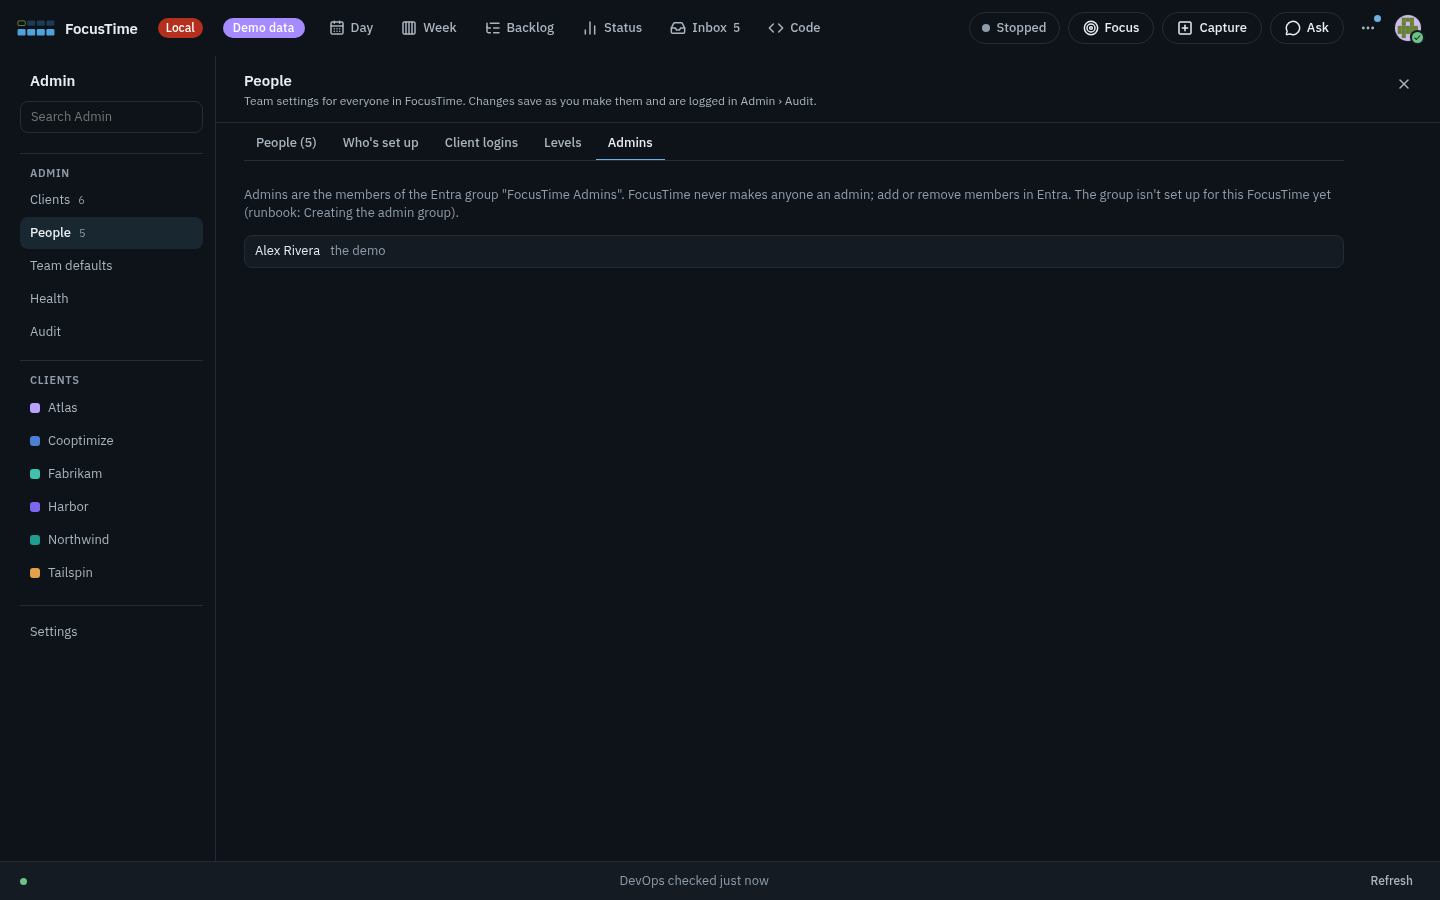 FocusTime
Local
Demo data
Day
Week
Backlog
Status
Inbox 5
Code
Stopped
Focus
Capture
Ask
Admin
Search Admin
ADMIN
Clients 6
People 5
Team defaults
Health
Audit
CLIENTS
Atlas
Cooptimize
Fabrikam
Harbor
Northwind
Tailspin
Settings
People
Team settings for everyone in FocusTime. Changes save as you make them and are logged in Admin › Audit.
People (5)
Who's set up
Client logins
Levels
Admins
Admins are the members of the Entra group "FocusTime Admins". FocusTime never makes anyone an admin; add or remove members in Entra. The group isn't set up for this FocusTime yet
(runbook: Creating the admin group).
Alex Rivera the demo
DevOps checked just now
Refresh